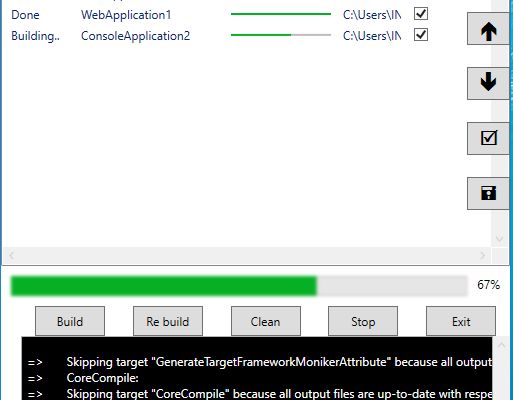 Done WebApplication1 C:\Users\IN
Building.. ConsoleApplication2 C:\Users\IN
67%
Build Re build Clean Stop Exit
=> Skipping target "GenerateTargetFrameworkMonikerAttribute" because all output
=> CoreCompile:
=> Skipping target "CoreCompile" because all output files are up-to-date with respe